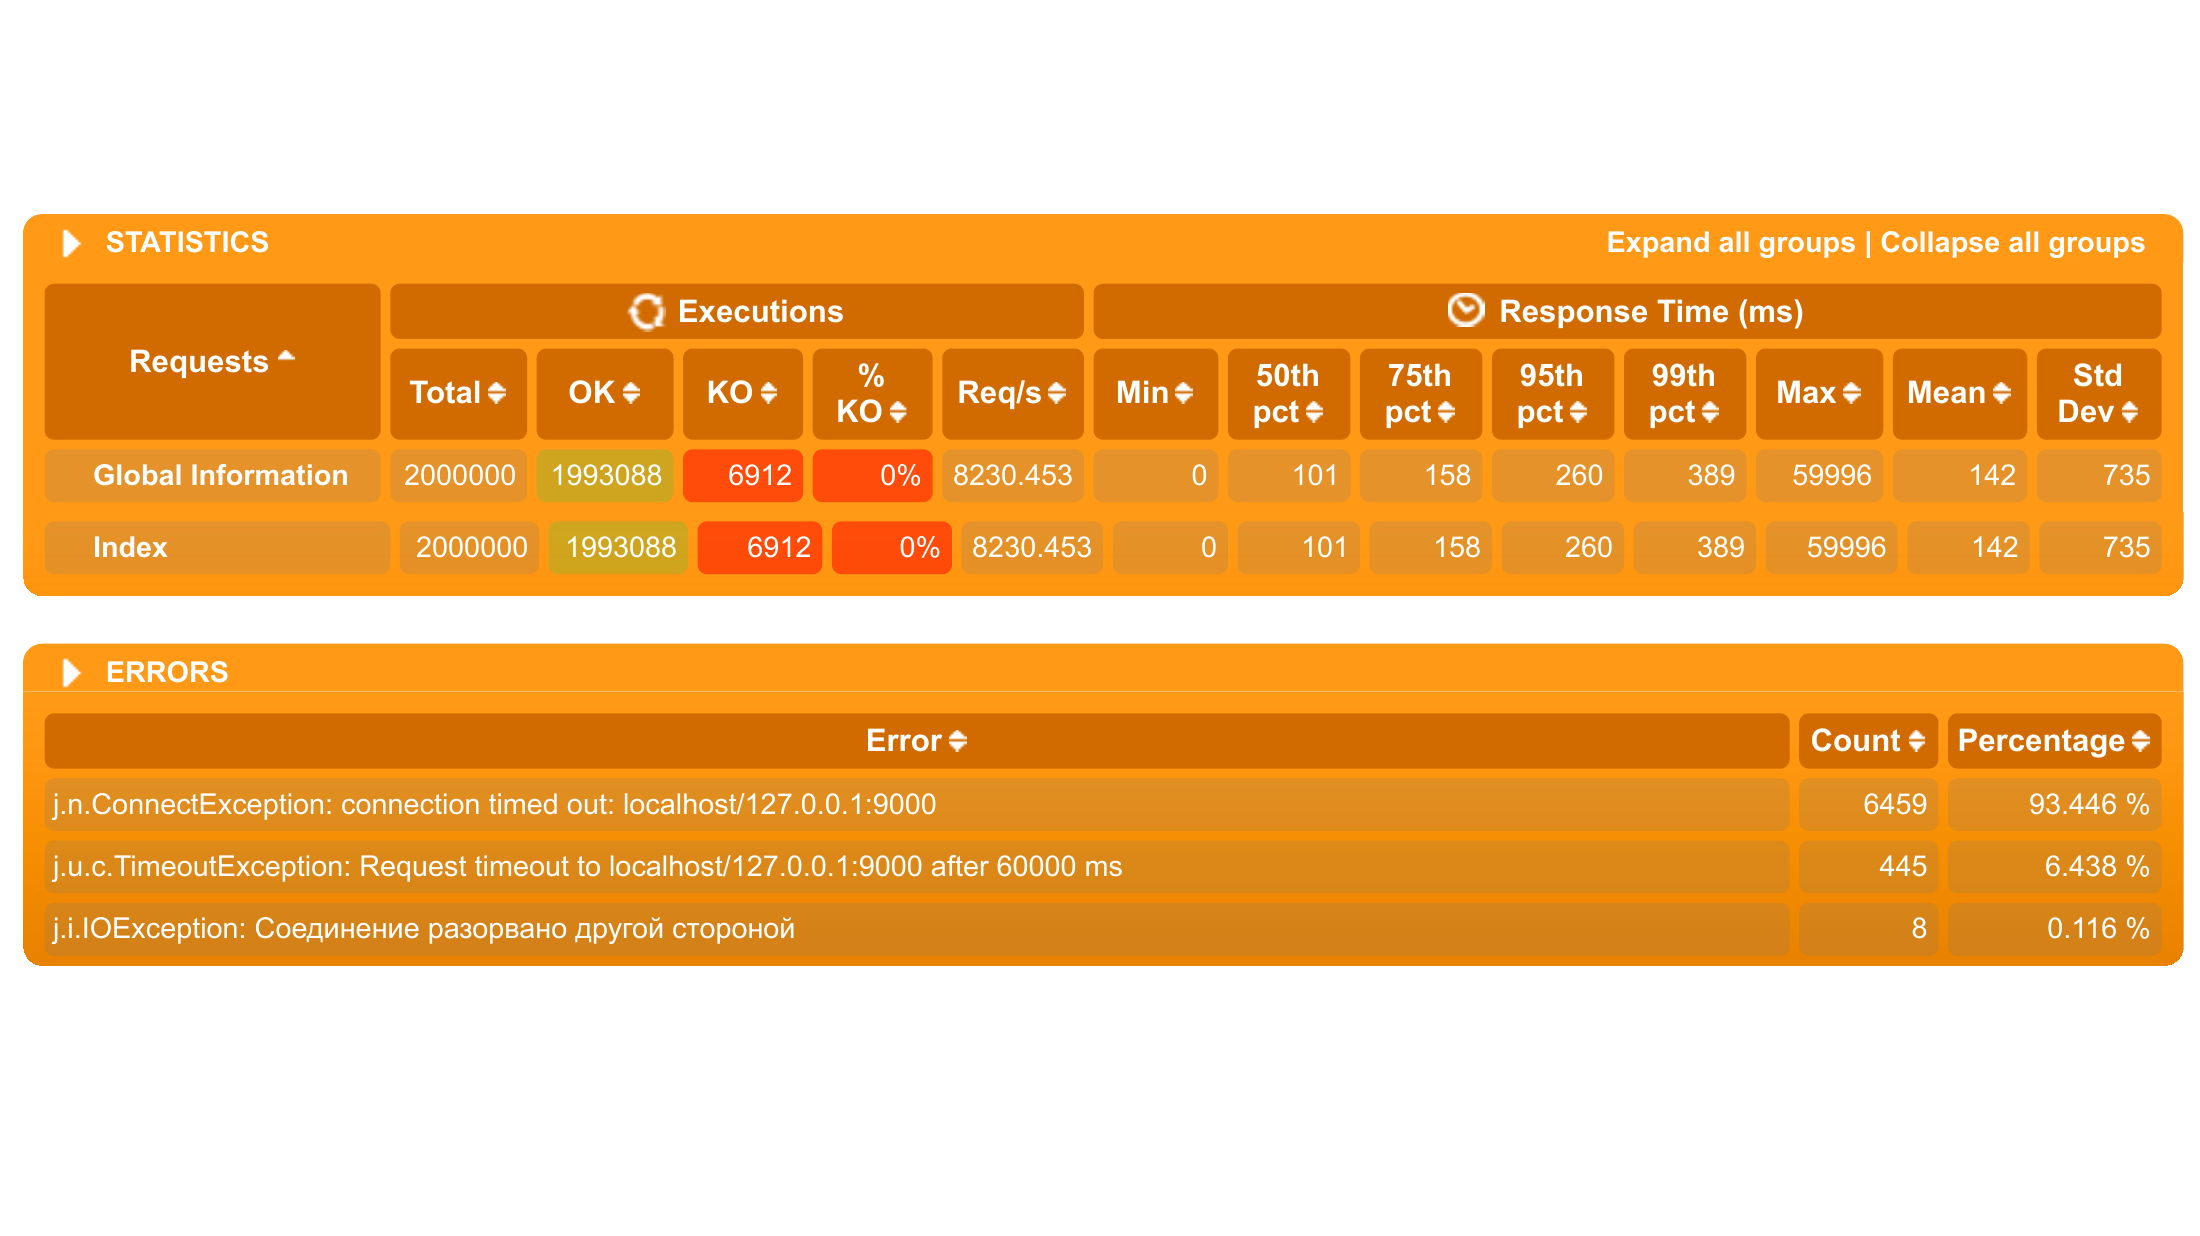 STATISTICS Expand all groups | Collapse all groups
Requests Executions Response Time (ms)
Total OK KO % KO Req/s Min 50th pct 75th pct 95th pct 99th pct Max Mean Std Dev
Global Information 2000000 1993088 6912 0% 8230.453 0 101 158 260 389 59996 142 735
Index 2000000 1993088 6912 0% 8230.453 0 101 158 260 389 59996 142 735
ERRORS
Error Count Percentage
j.n.ConnectException: connection timed out: localhost/127.0.0.1:9000 6459 93.446 %
j.u.c.TimeoutException: Request timeout to localhost/127.0.0.1:9000 after 60000 ms 445 6.438 %
j.i.IOException: Соединение разорвано другой стороной 8 0.116 %